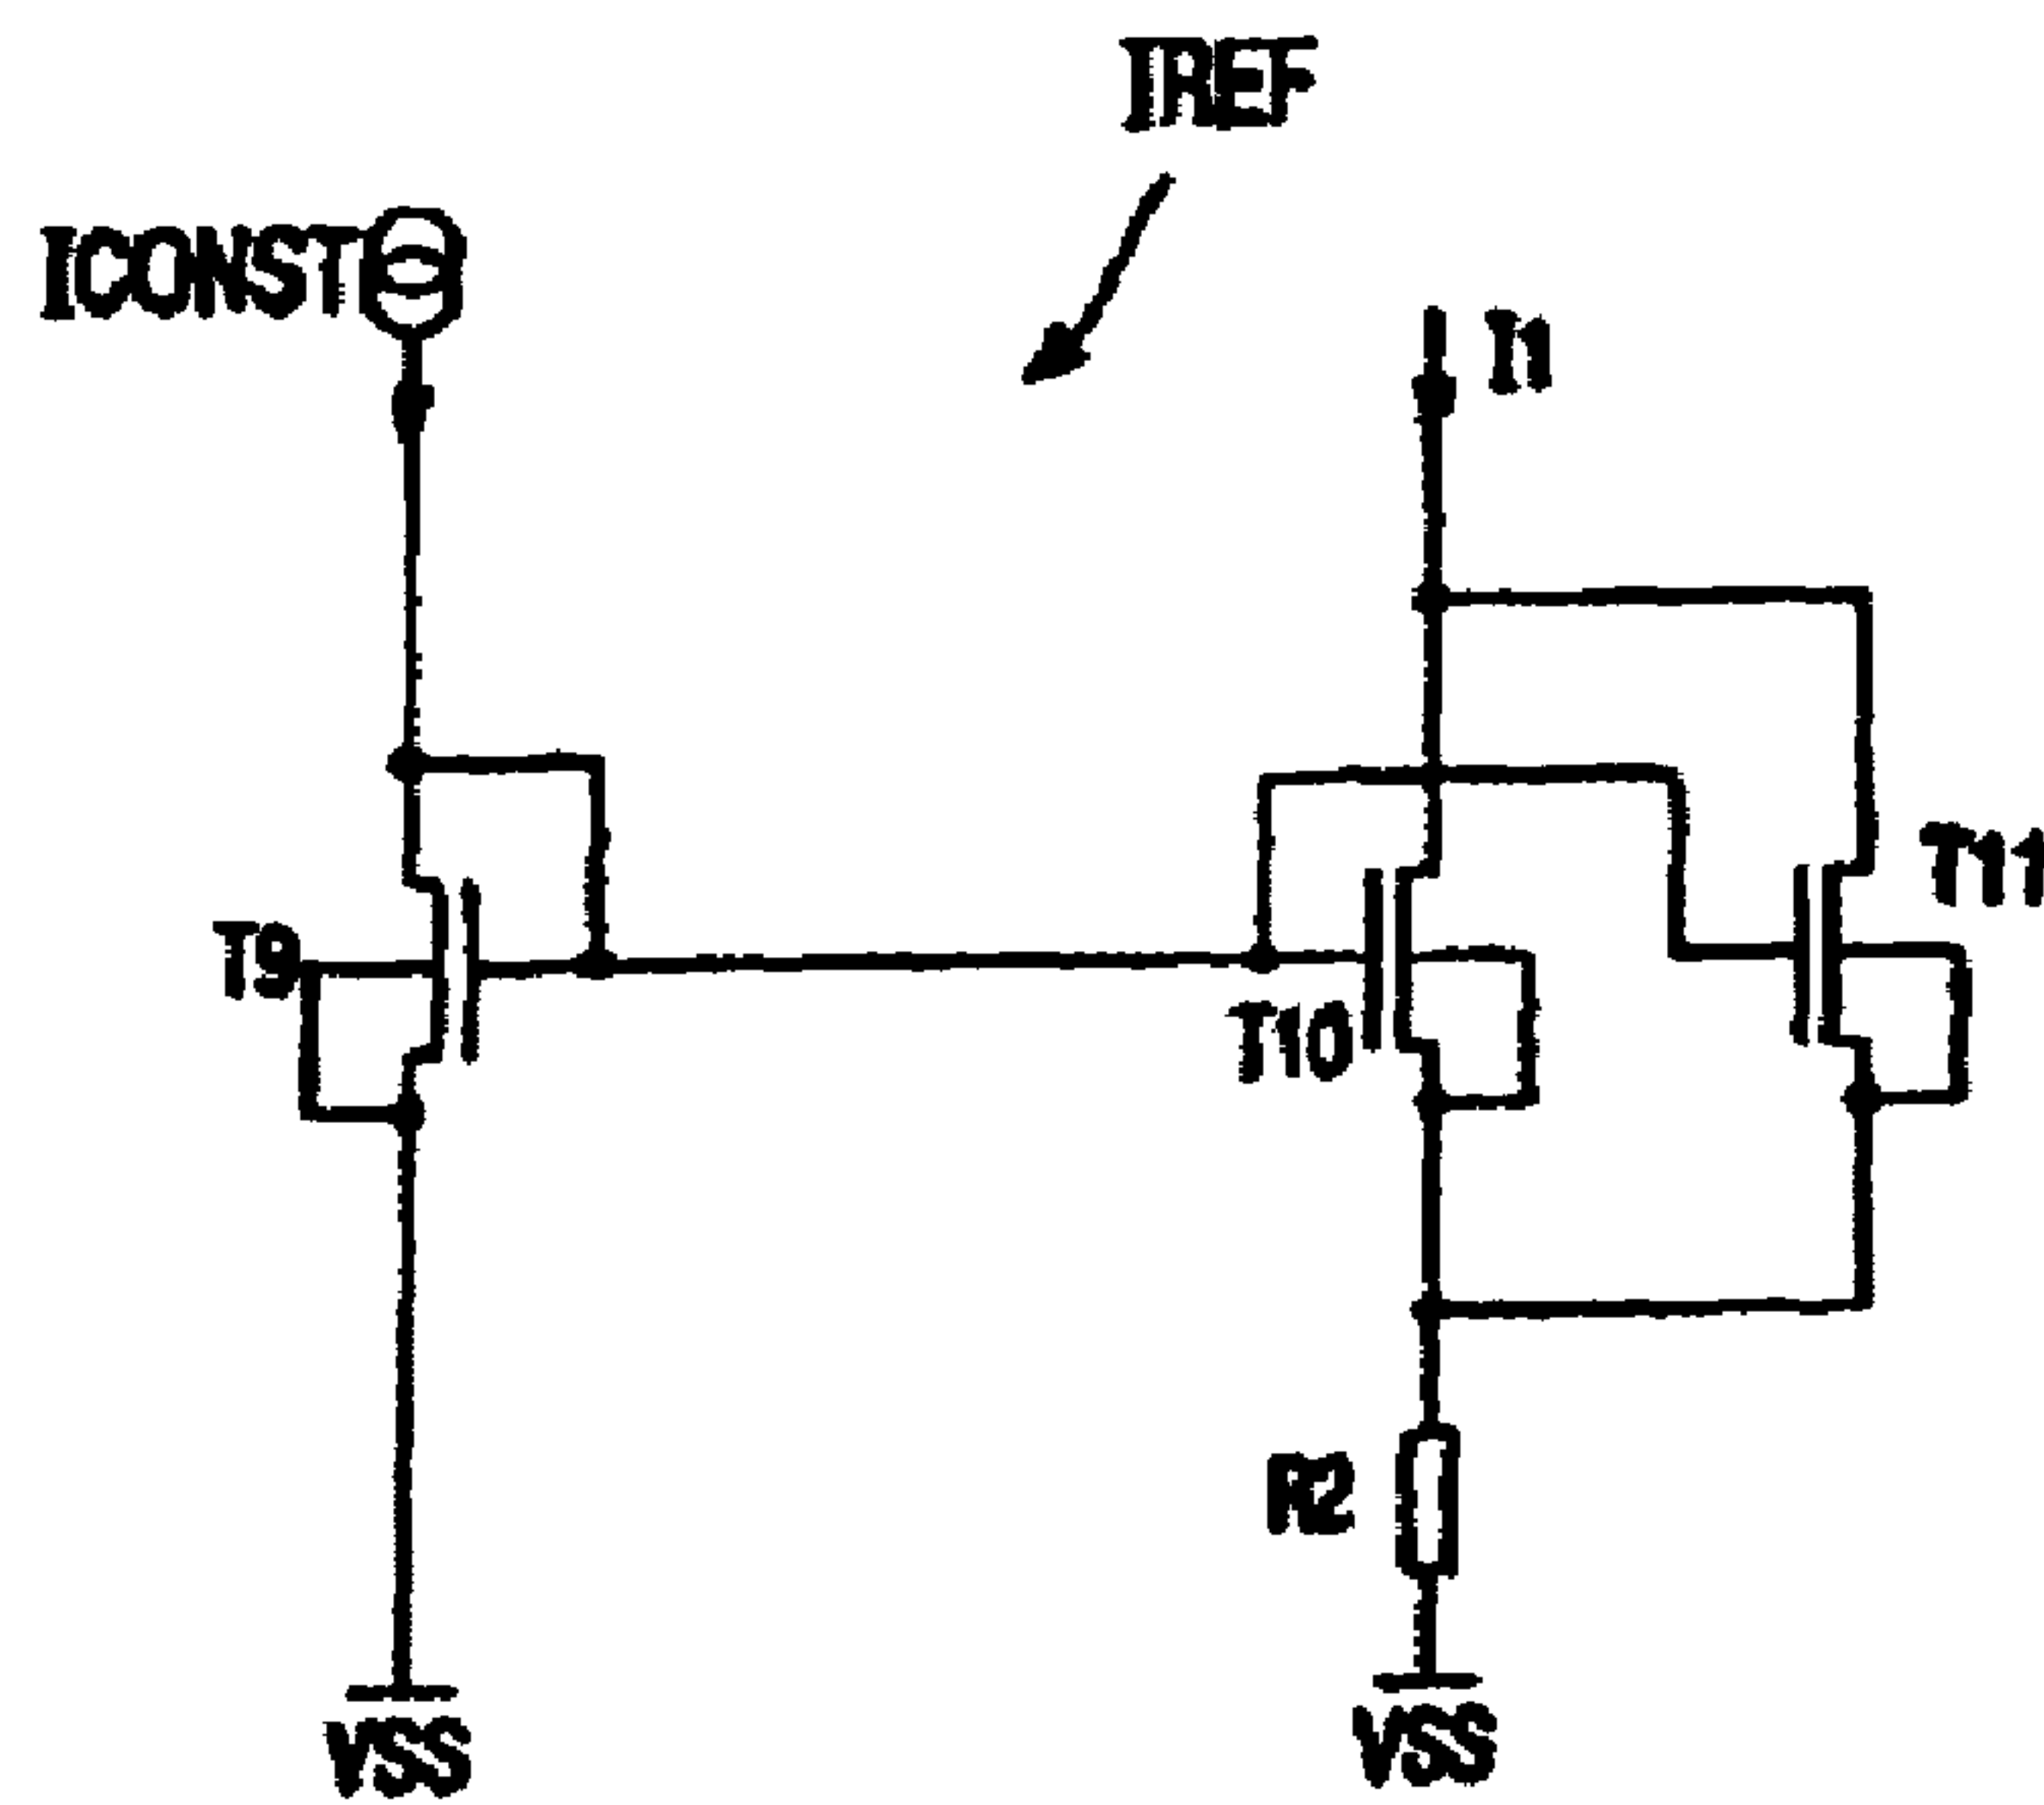 IREF
ICONST
I1
T11
T9
T10
R2
VSS
VSS